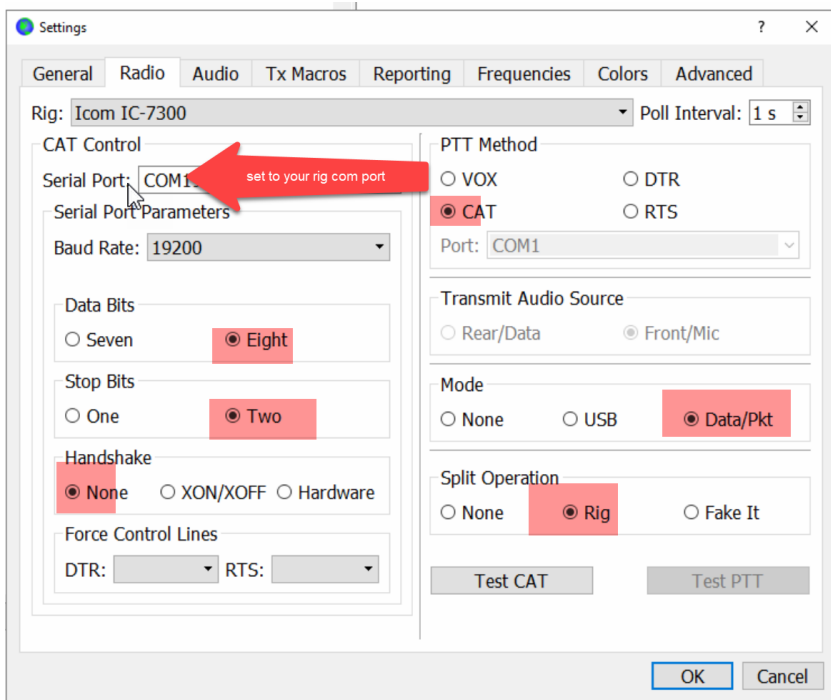 Settings
?
General Radio Audio Tx Macros Reporting Frequencies Colors Advanced
Rig: Icom IC-7300 Poll Interval: 1 s
CAT Control
Serial Port:
set to your rig com port
Serial Port Parameters
Baud Rate: 19200
Data Bits
Seven Eight
Stop Bits
One Two
Handshake
None XON/XOFF Hardware
Force Control Lines
DTR: RTS:
PTT Method
VOX DTR
CAT RTS
Port: COM1
Transmit Audio Source
Rear/Data Front/Mic
Mode
None USB Data/Pkt
Split Operation
None Rig Fake It
Test CAT Test PTT
OK Cancel